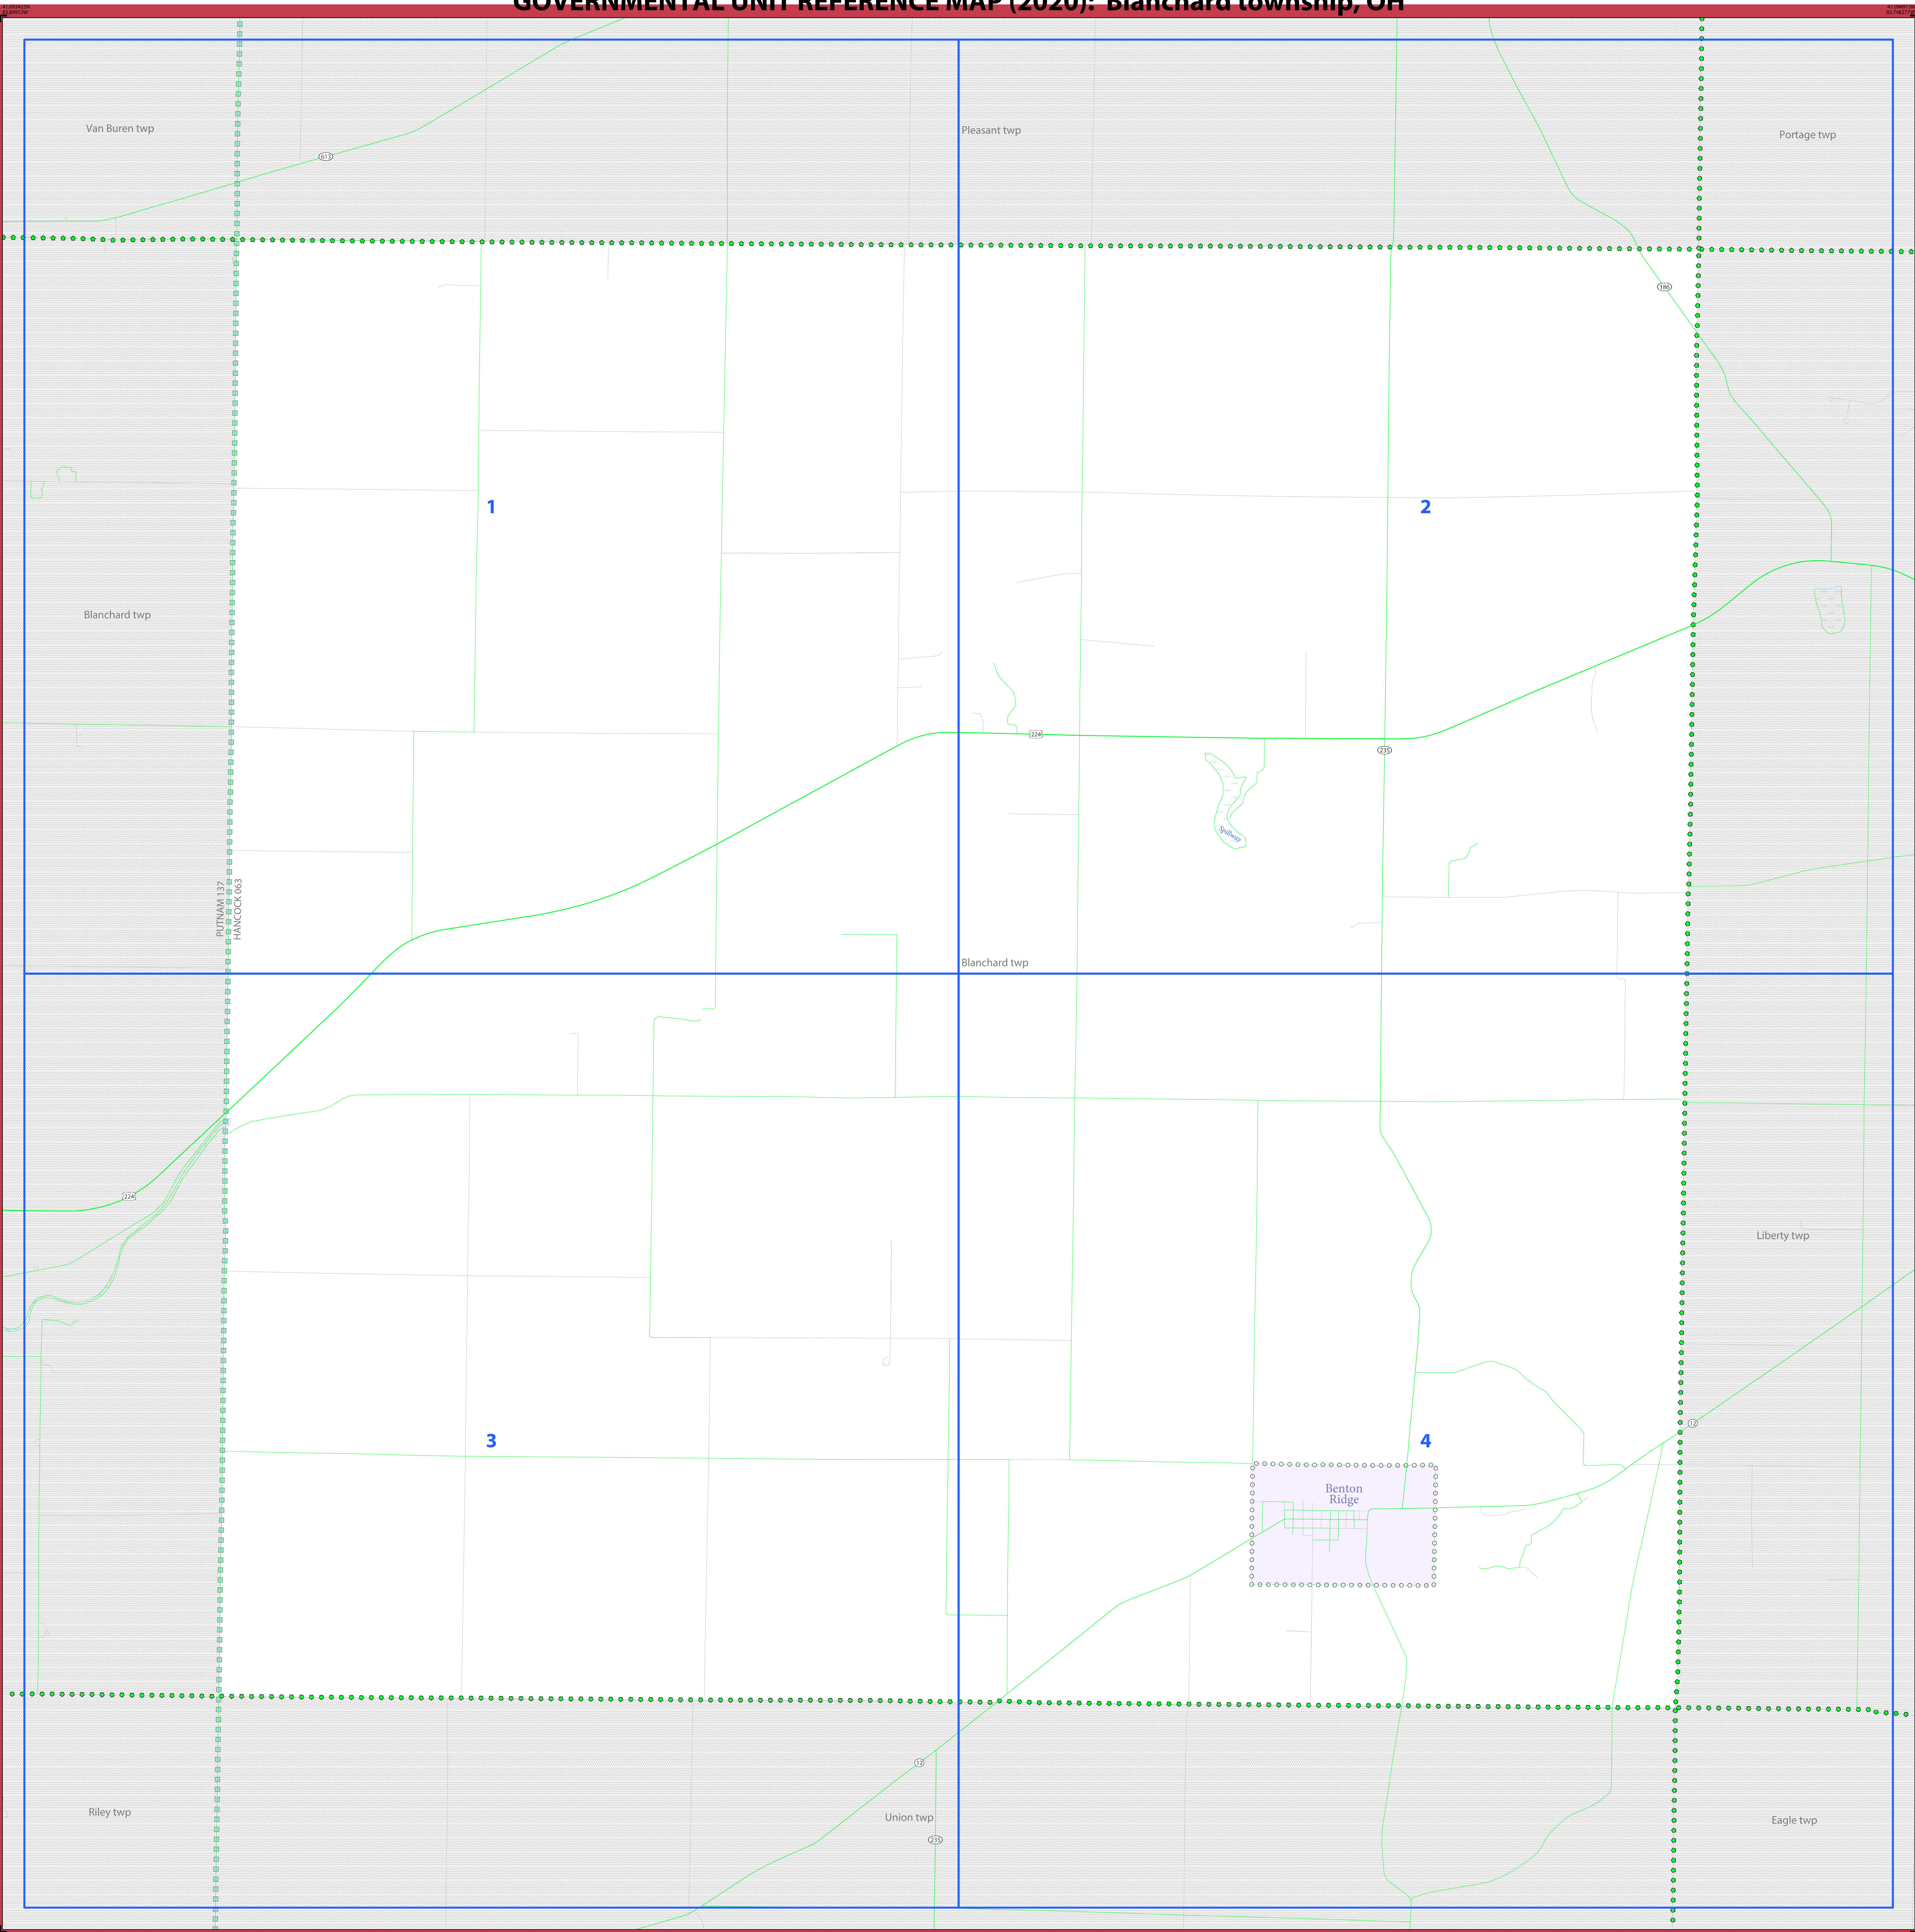 GOVERNMENTAL UNIT REFERENCE MAP (2020): Blanchard township, OH
Van Buren twp
Pleasant twp
Portage twp
613
186
1
2
Blanchard twp
224
235
Spillway
PUTNAM 137
HANCOCK 063
Blanchard twp
224
Liberty twp
12
3
4
Benton
Ridge
12
Riley twp
Union twp
Eagle twp
235